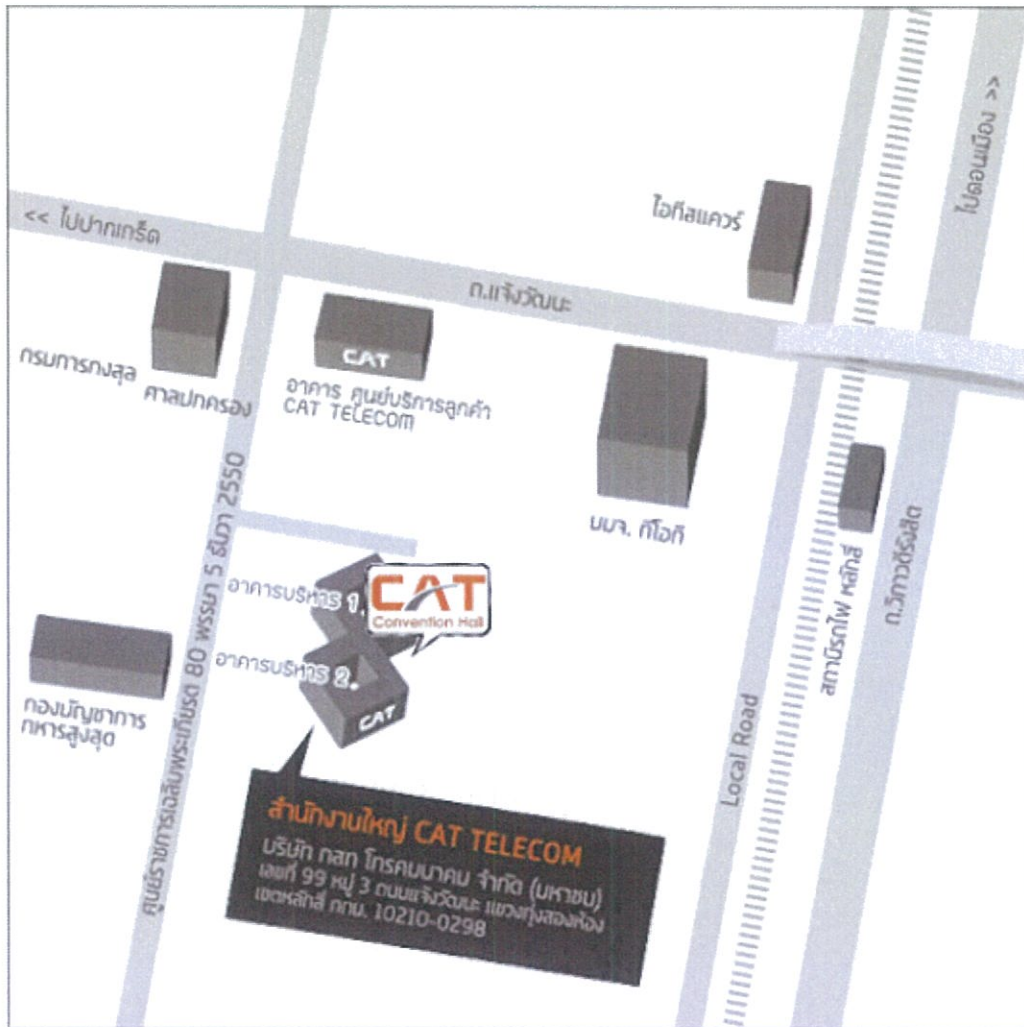 ไปดอนเมือง >>
ไอทีสแควร์
<< ไปปากเกร็ด
ถ.แจ้งวัฒนะ
กรมการกงสุล
ศาลปกครอง
CAT
อาคาร ศูนย์บริการลูกค้า
CAT TELECOM
บมจ. ทีโอที
สถานีรถไฟ หลักสี่
ถ.วิภาวดีรังสิต
ศูนย์ราชการเฉลิมพระเกียรติ 80 พรรษา 5 ธันวา 2550
อาคารบริหาร 1.
CAT
Convention Hall
อาคารบริหาร 2.
CAT
กองบัญชาการ
ทหารสูงสุด
Local Road
สำนักงานใหญ่ CAT TELECOM
บริษัท กสท โทรคมนาคม จำกัด (มหาชน)
เลขที่ 99 หมู่ 3 ถนนแจ้งวัฒนะ แขวงทุ่งสองห้อง
เขตหลักสี่ กทม. 10210-0298